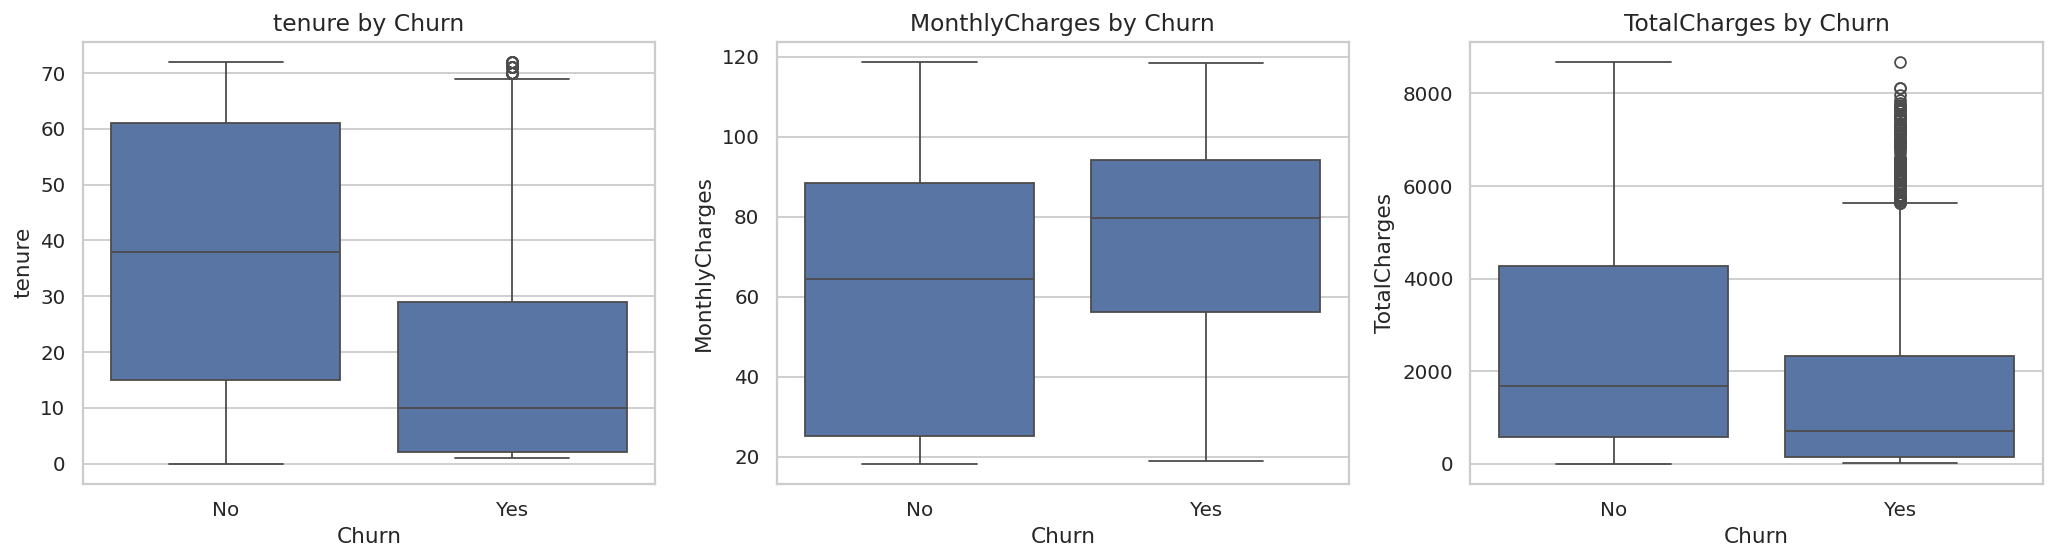 tenure by Churn
MonthlyCharges by Churn
TotalCharges by Churn
tenure
70
60
50
40
30
20
10
0
No
Yes
Churn
MonthlyCharges
120
100
80
60
40
20
No
Yes
Churn
TotalCharges
8000
6000
4000
2000
0
No
Yes
Churn